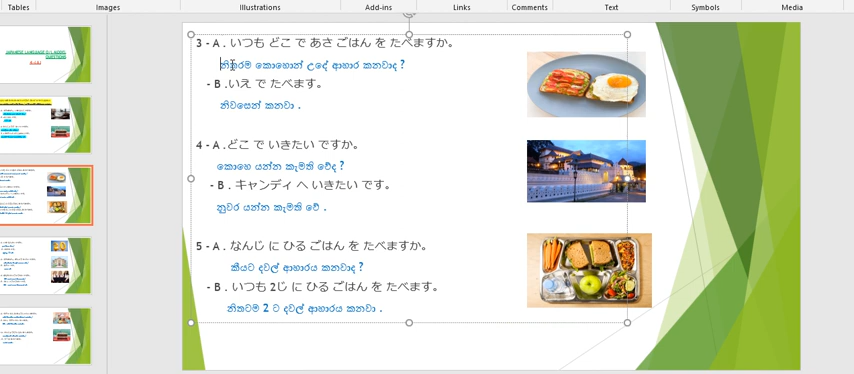 Tables Images Illustrations Add-ins Links Comments Text Symbols Media
3 - A . いつも どこ で あさ ごはん を たべますか。
නිතරම කොහොන් උදේ ආහාර කනවාද ?
- B .いえ で たべます。
නිවසෙන් කනවා .
4 - A .どこ で いきたい ですか。
කොහෙ යන්න කැමති වේද ?
- B . キャンディ へ いきたい です。
නුවර යන්න කැමති වේ .
5 - A . なんじ に ひる ごはん を たべますか。
කීයට දවල් ආහාරය කනවාද ?
- B . いつも 2じ に ひる ごはん を たべます。
නිතටම 2 ට දවල් ආහාරය කනවා .